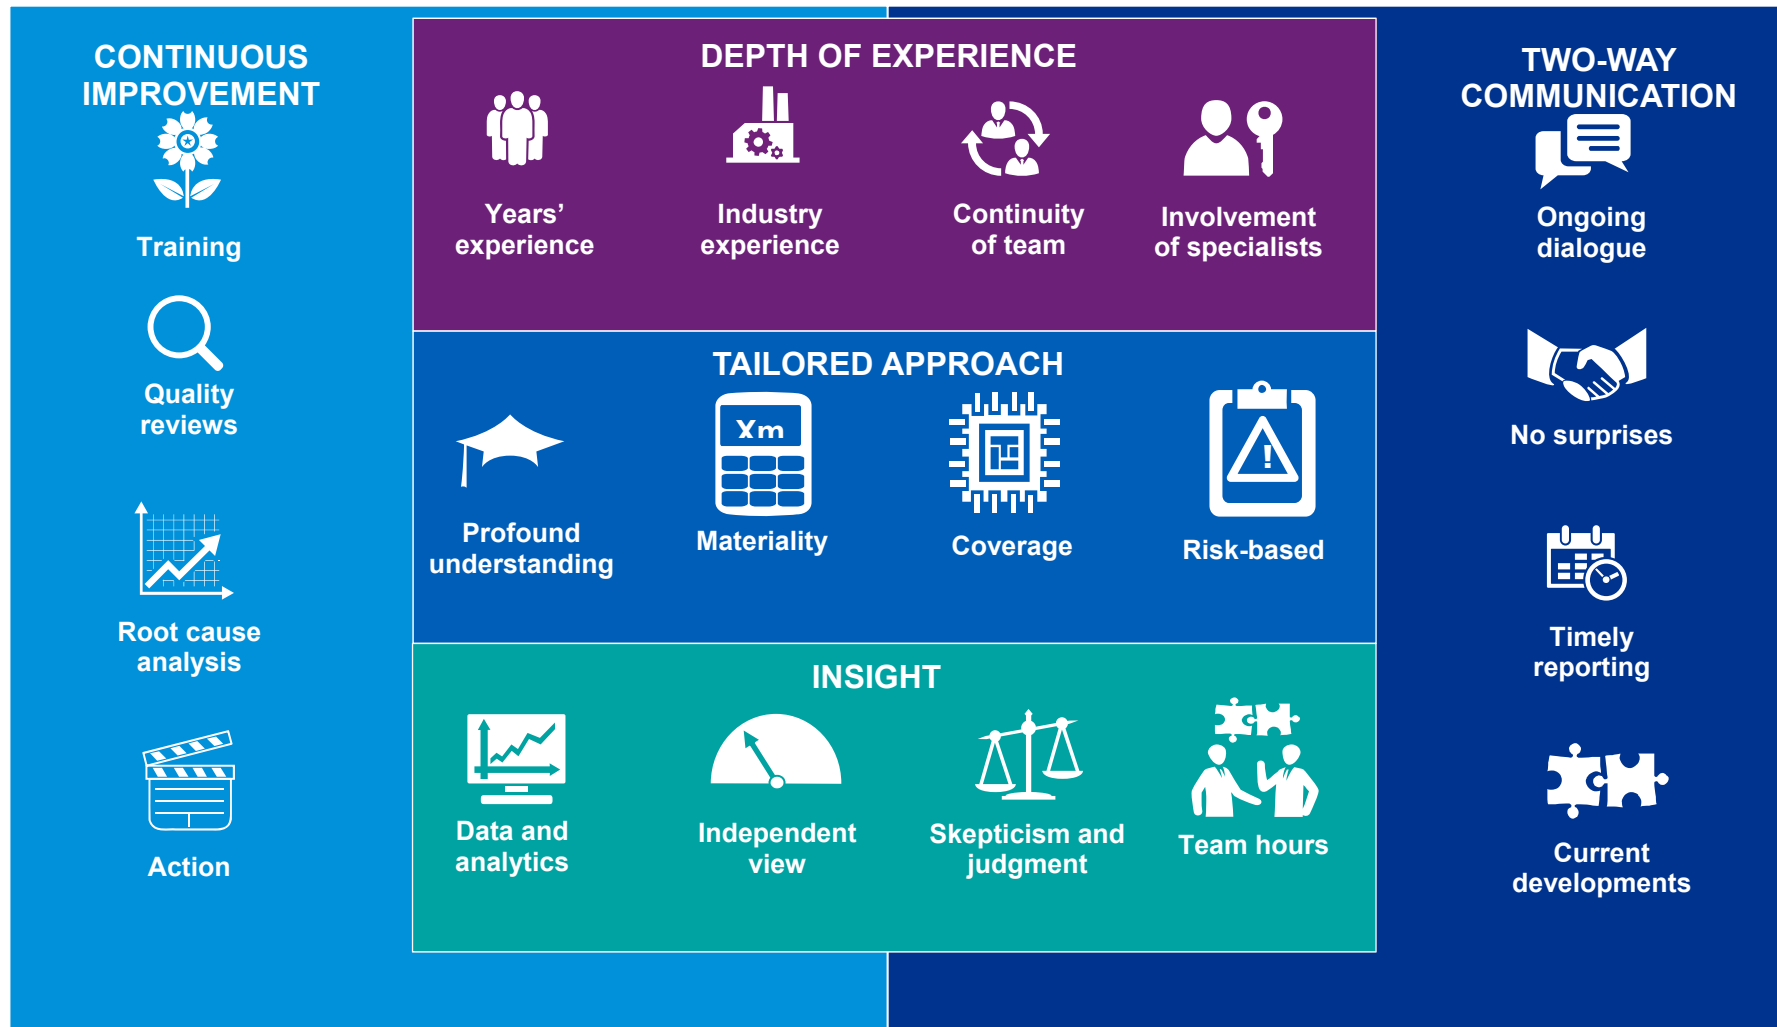 CONTINUOUS
IMPROVEMENT
Training
Quality
reviews
Root cause
analysis
Action
DEPTH OF EXPERIENCE
Years’
experience
Industry
experience
Continuity
of team
Involvement
of specialists
TAILORED APPROACH
Profound
understanding
Xm
Materiality
Coverage
!
Risk-based
INSIGHT
Data and
analytics
Independent
view
Skepticism and
judgment
Team hours
TWO-WAY
COMMUNICATION
Ongoing
dialogue
No surprises
Timely
reporting
Current
developments